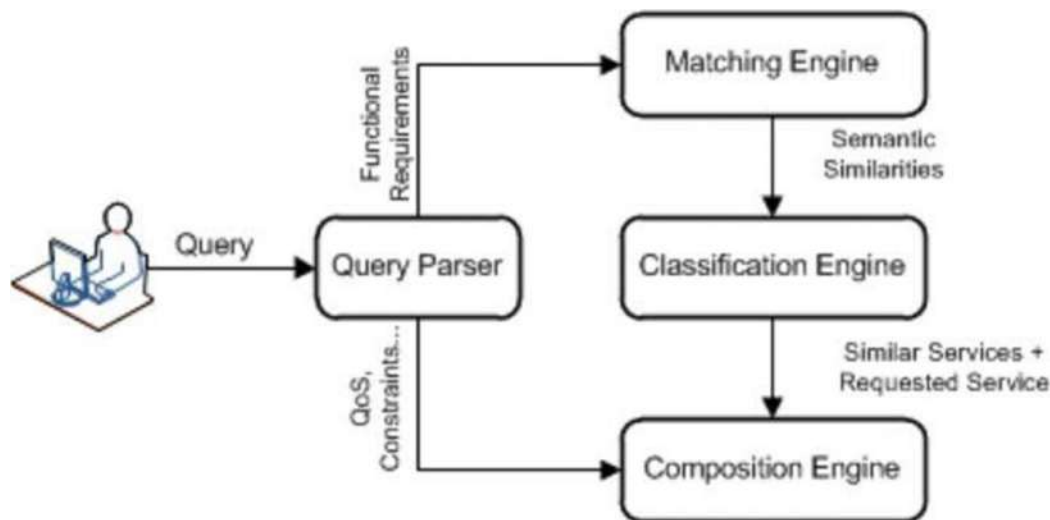 Matching Engine
Functional
Requirements
Semantic
Similarities
Query
Query Parser
Classification Engine
QoS,
Constraints...
Similar Services +
Requested Service
Composition Engine